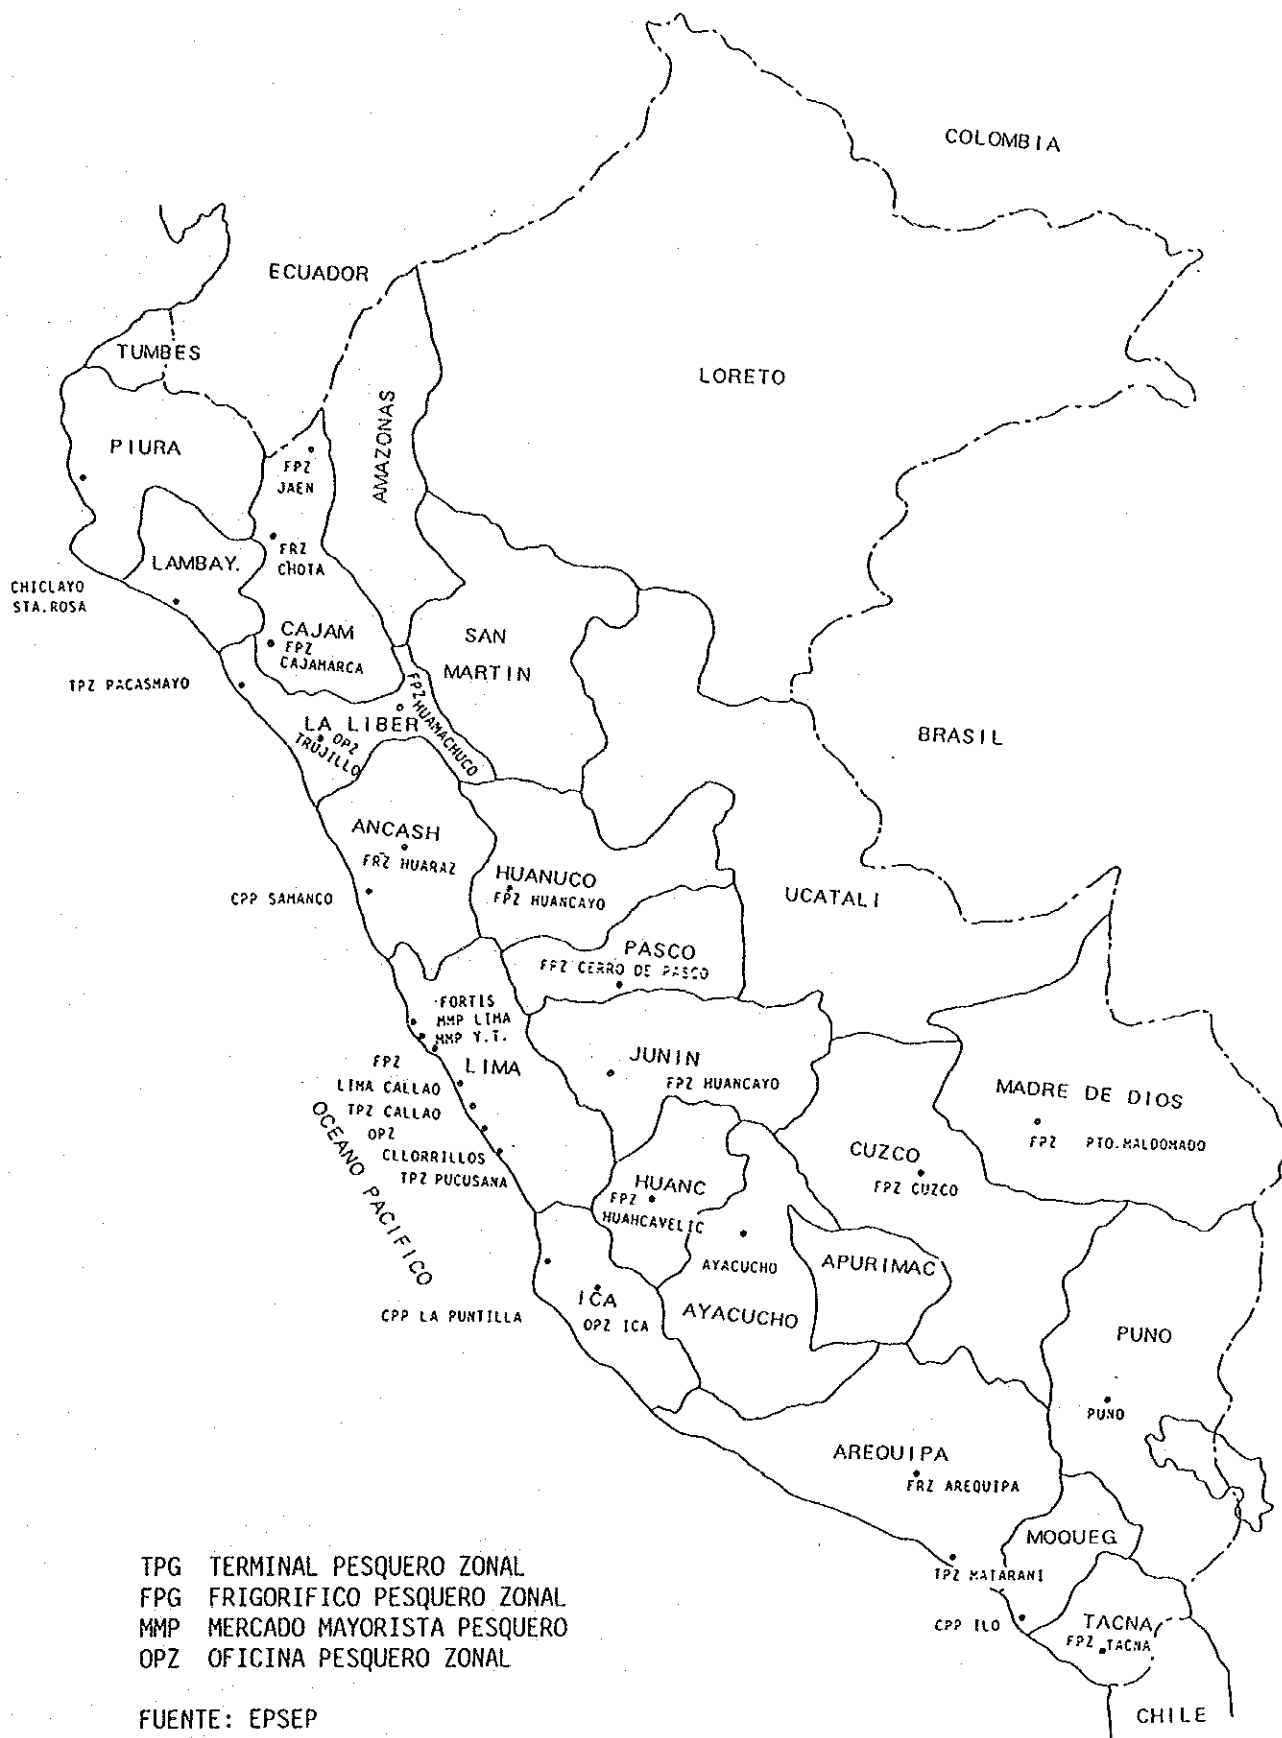 COLOMBIA
ECUADOR
TUMBES
LORETO
PIURA
AMAZONAS
FPZ
JAEN
FRZ
CHOTA
LAMBAY.
CHICLAYO
STA.ROSA
CAJAM
FPZ
CAJAMARCA
SAN
MARTIN
TPZ PACASMAYO
FPZ HUAMACHUCO
LA LIBER
OPZ
TRUJILLO
BRASIL
ANCASH
FRZ HUARAZ
HUANUCO
FPZ HUANCAYO
CPP SAMANCO
UCATALI
PASCO
FPZ CERRO DE PASCO
FORTIS
MMP LIMA
MMP Y.T.
LIMA
FPZ
LIMA CALLAO
TPZ CALLAO
OPZ
CLLORRILLOS
TPZ PUCUSANA
OCEANO PACIFICO
JUNIN
FPZ HUANCAYO
MADRE DE DIOS
FPZ PTO.MALDOMADO
CUZCO
FPZ CUZCO
HUANC
FPZ
HUAHCAVELIC
AYACUCHO
APURIMAC
AYACUCHO
ICA
OPZ ICA
CPP LA PUNTILLA
PUNO
PUNO
AREQUIPA
FRZ AREQUIPA
MOQUEG
TPZ MATARANI
CPP ILO
TACNA
FPZ TACNA
CHILE
TPG TERMINAL PESQUERO ZONAL
FPG FRIGORIFICO PESQUERO ZONAL
MMP MERCADO MAYORISTA PESQUERO
OPZ OFICINA PESQUERO ZONAL
FUENTE: EPSEP